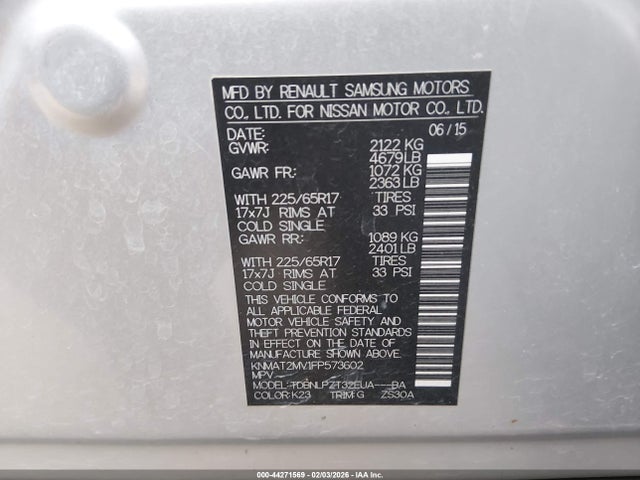 MFD BY RENAULT SAMSUNG MOTORS
CO., LTD. FOR NISSAN MOTOR CO., LTD.
DATE: 06/15
GVWR: 2122 KG
4679 LB
GAWR FR: 1072 KG
2363 LB
WITH 225/65R17 TIRES
17x7J RIMS AT 33 PSI
COLD SINGLE
GAWR RR: 1089 KG
2401 LB
WITH 225/65R17 TIRES
17x7J RIMS AT 33 PSI
COLD SINGLE
THIS VEHICLE CONFORMS TO
ALL APPLICABLE FEDERAL
MOTOR VEHICLE SAFETY AND
THEFT PREVENTION STANDARDS
IN EFFECT ON THE DATE OF
MANUFACTURE SHOWN ABOVE.
KNMAT2MV1FP573602
MPV
MODEL: TDBNLPZT32EUA----BA
COLOR: K23 TRIM: G ZS30A
000-44271569 - 02/03/2026 - IAA Inc.